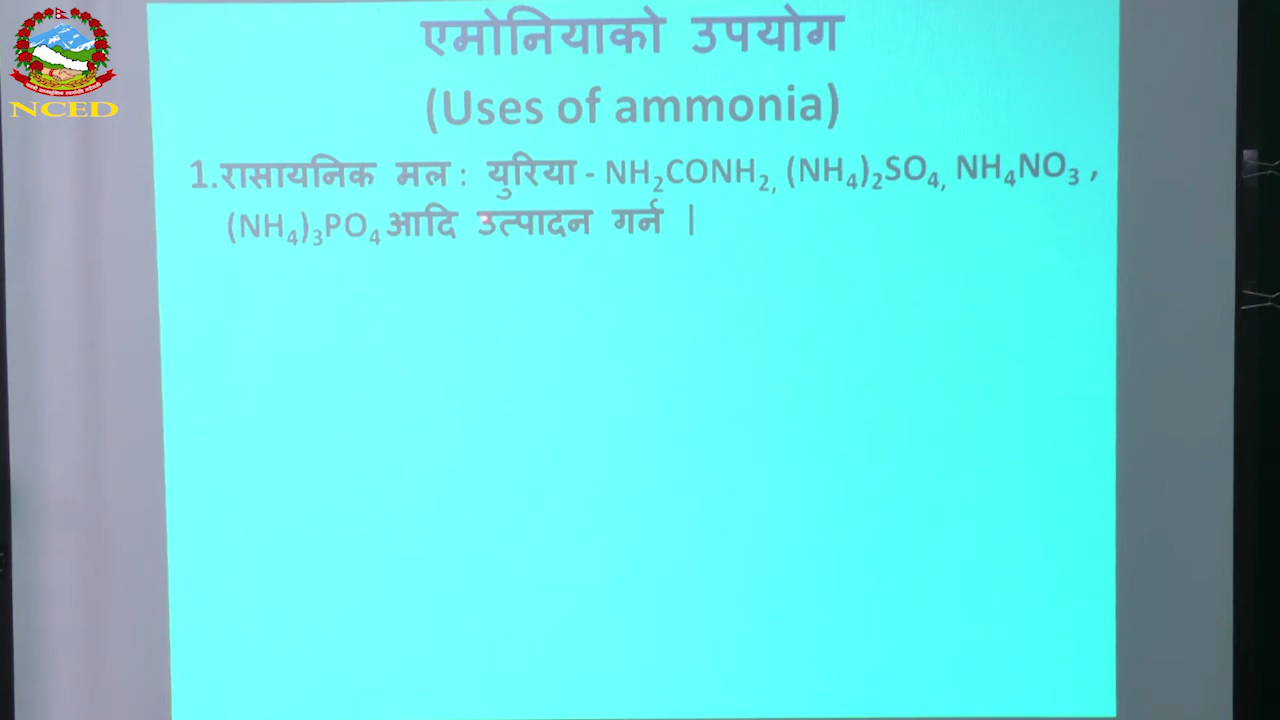 NCED
एमोनियाको उपयोग
(Uses of ammonia)
1.रासायनिक मल : युरिया - NH₂CONH₂, (NH₄)₂SO₄, NH₄NO₃ ,
(NH₄)₃PO₄ आदि उत्पादन गर्न |